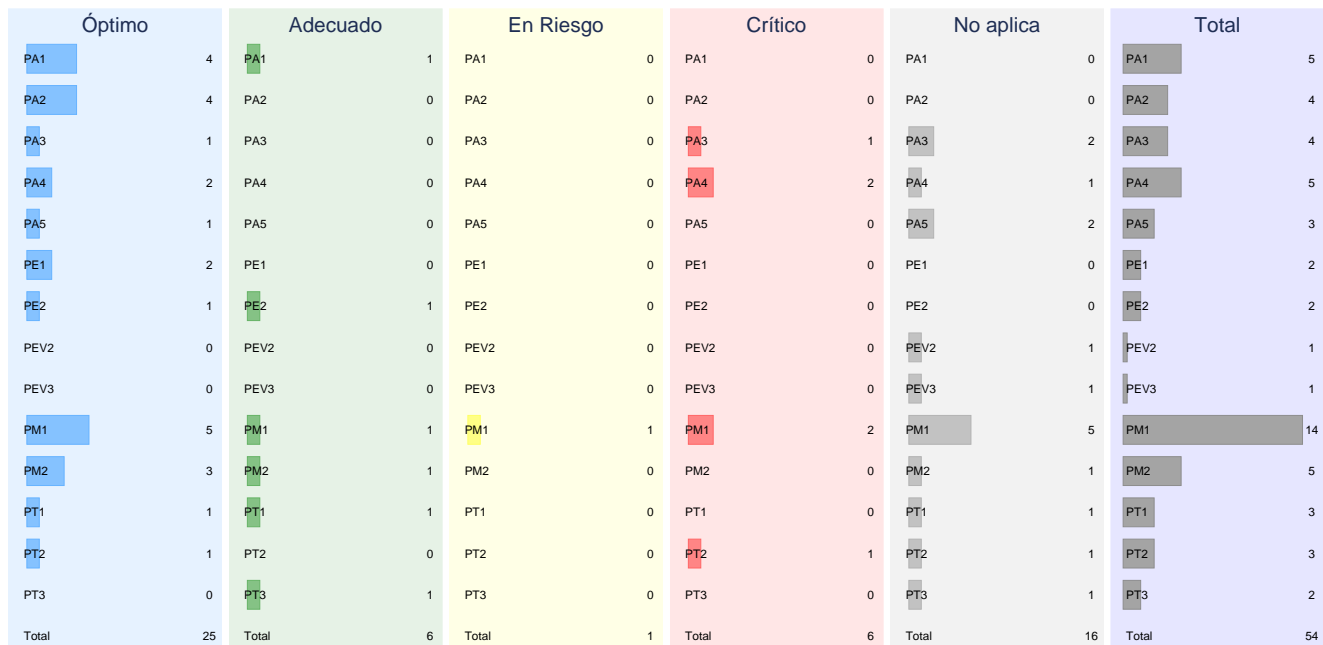 Óptimo Adecuado En Riesgo Crítico No aplica Total
PA1 4 PA1 1 PA1 0 PA1 0 PA1 0 PA1 5
PA2 4 PA2 0 PA2 0 PA2 0 PA2 0 PA2 4
PA3 1 PA3 0 PA3 0 PA3 1 PA3 2 PA3 4
PA4 2 PA4 0 PA4 0 PA4 2 PA4 1 PA4 5
PA5 1 PA5 0 PA5 0 PA5 0 PA5 2 PA5 3
PE1 2 PE1 0 PE1 0 PE1 0 PE1 0 PE1 2
PE2 1 PE2 1 PE2 0 PE2 0 PE2 0 PE2 2
PEV2 0 PEV2 0 PEV2 0 PEV2 0 PEV2 1 PEV2 1
PEV3 0 PEV3 0 PEV3 0 PEV3 0 PEV3 1 PEV3 1
PM1 5 PM1 1 PM1 1 PM1 2 PM1 5 PM1 14
PM2 3 PM2 1 PM2 0 PM2 0 PM2 1 PM2 5
PT1 1 PT1 1 PT1 0 PT1 0 PT1 1 PT1 3
PT2 1 PT2 0 PT2 0 PT2 1 PT2 1 PT2 3
PT3 0 PT3 1 PT3 0 PT3 0 PT3 1 PT3 2
Total 25 Total 6 Total 1 Total 6 Total 16 Total 54